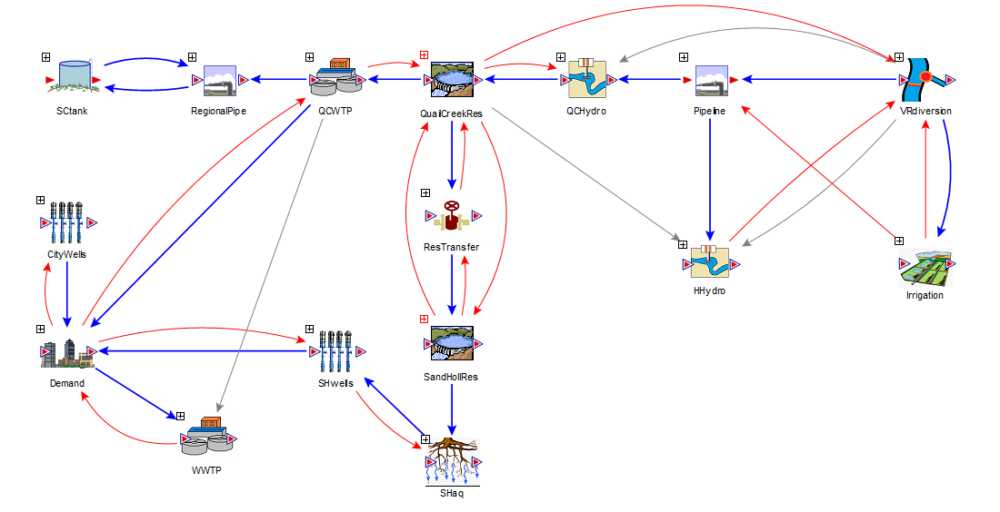 SCtank
RegionalPipe
QCWTP
QuailCreekRes
QCHydro
Pipeline
VRdiversion
CityWells
ResTransfer
HHydro
Irrigation
Demand
SHwells
SandHollRes
WWTP
SHaq